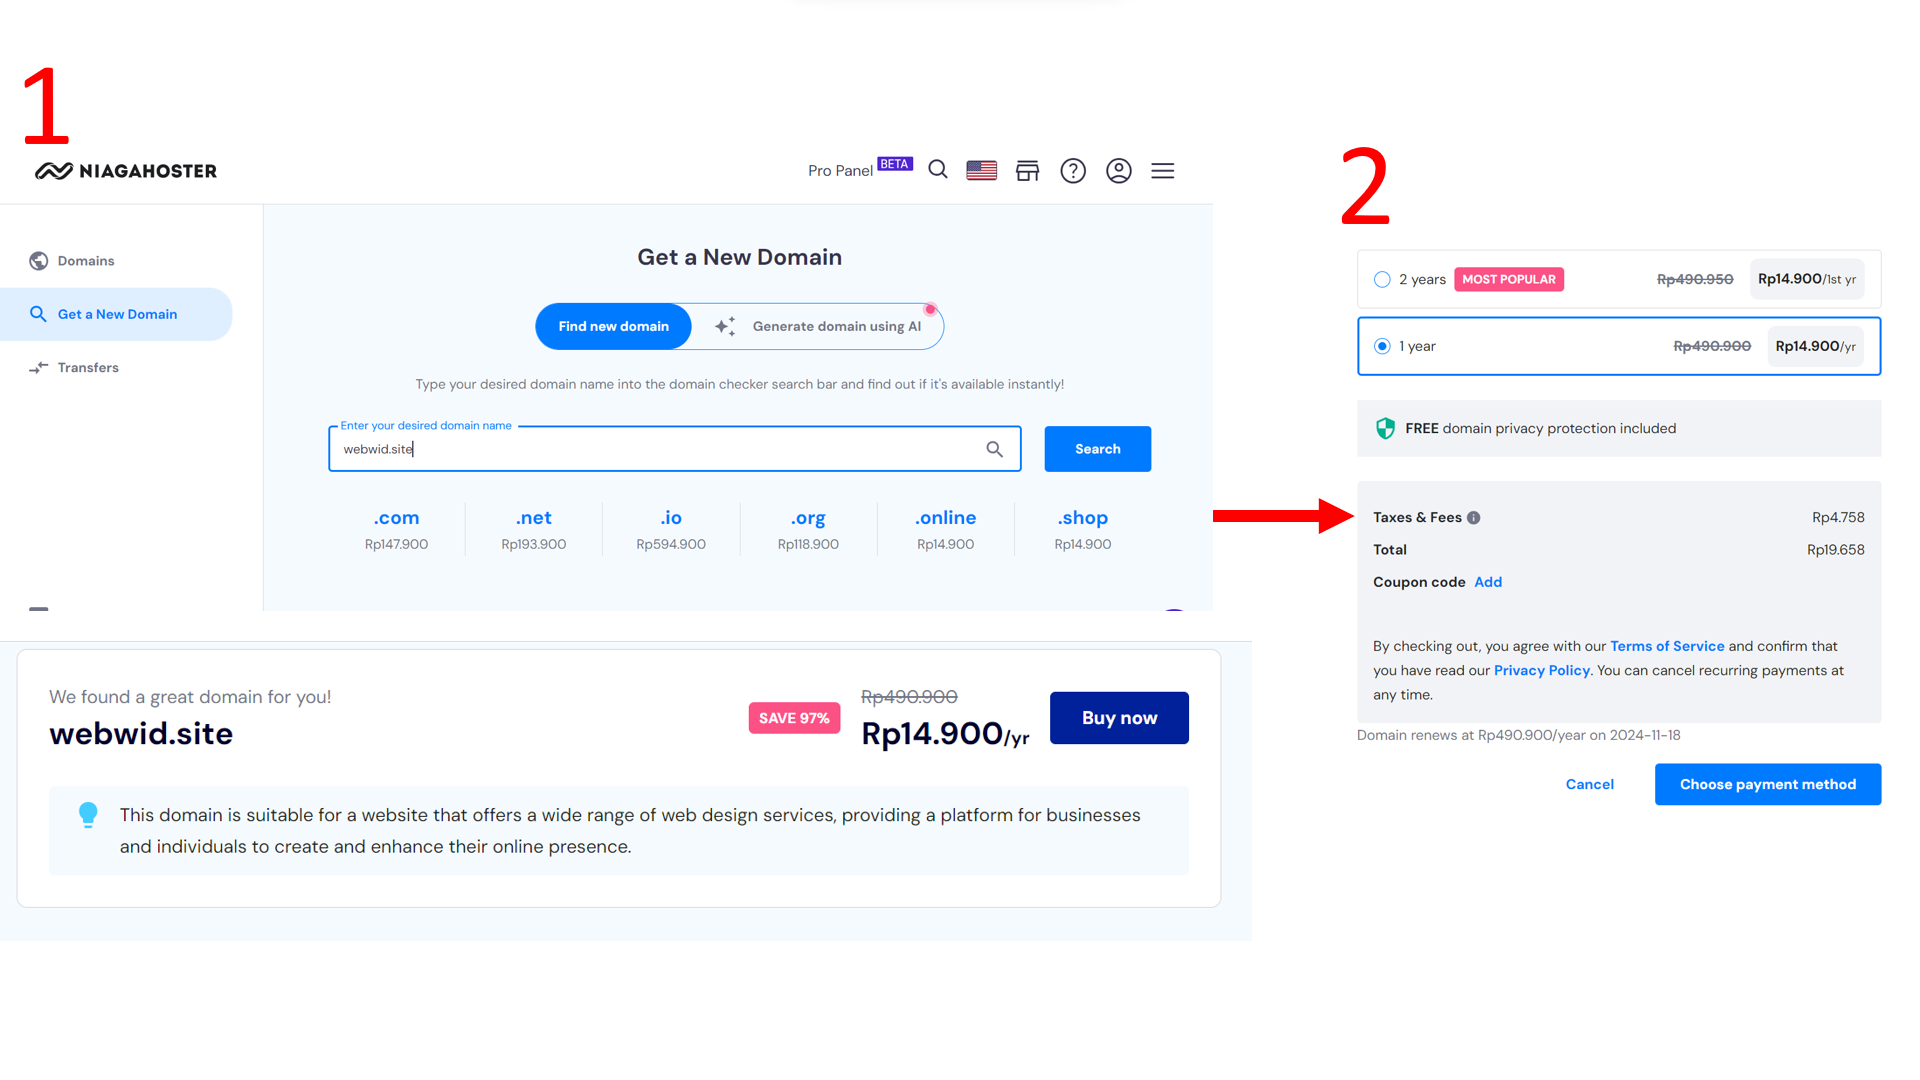 1
NIAGAHOSTER
Pro Panel BETA
Domains
Get a New Domain
Transfers
Get a New Domain
Find new domain
Generate domain using AI
Type your desired domain name into the domain checker search bar and find out if it's available instantly!
Enter your desired domain name
webwid.site
Search
.com
Rp147.900
.net
Rp193.900
.io
Rp594.900
.org
Rp118.900
.online
Rp14.900
.shop
Rp14.900
We found a great domain for you!
webwid.site
SAVE 97%
Rp490.900
Rp14.900/yr
Buy now
This domain is suitable for a website that offers a wide range of web design services, providing a platform for businesses
and individuals to create and enhance their online presence.
2
2 years MOST POPULAR Rp490.950 Rp14.900/1st yr
1 year Rp490.900 Rp14.900/yr
FREE domain privacy protection included
Taxes & Fees Rp4.758
Total Rp19.658
Coupon code Add
By checking out, you agree with our Terms of Service and confirm that
you have read our Privacy Policy. You can cancel recurring payments at
any time.
Domain renews at Rp490.900/year on 2024-11-18
Cancel
Choose payment method